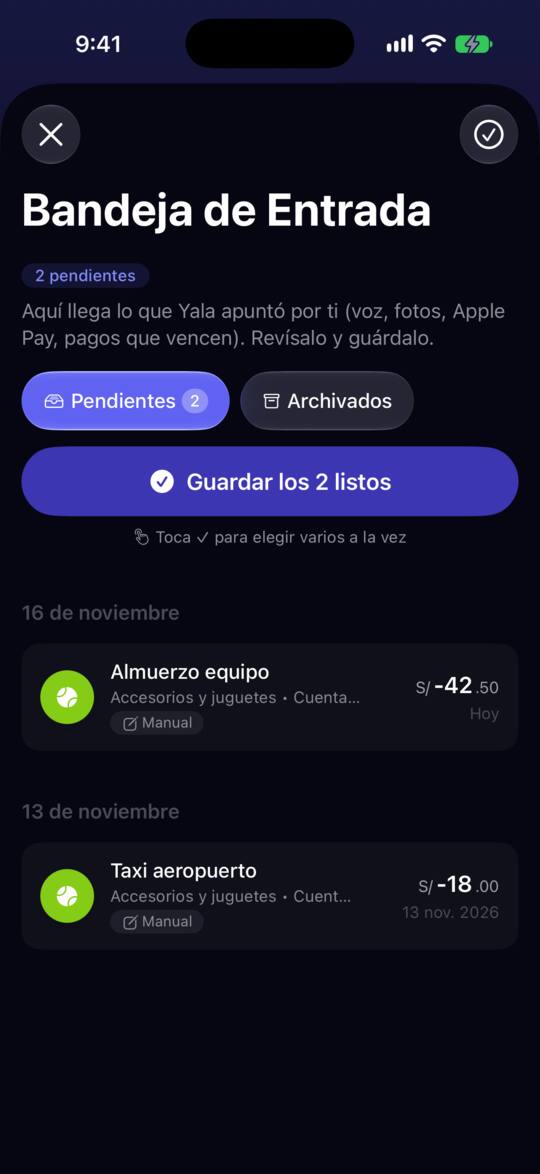 9:41
Bandeja de Entrada
2 pendientes
Aquí llega lo que Yala apuntó por ti (voz, fotos, Apple
Pay, pagos que vencen). Revísalo y guárdalo.
Pendientes 2
Archivados
Guardar los 2 listos
Toca ✓ para elegir varios a la vez
16 de noviembre
Almuerzo equipo
S/ -42.50
Accesorios y juguetes • Cuenta...
Hoy
Manual
13 de noviembre
Taxi aeropuerto
S/ -18.00
Accesorios y juguetes • Cuent...
13 nov. 2026
Manual